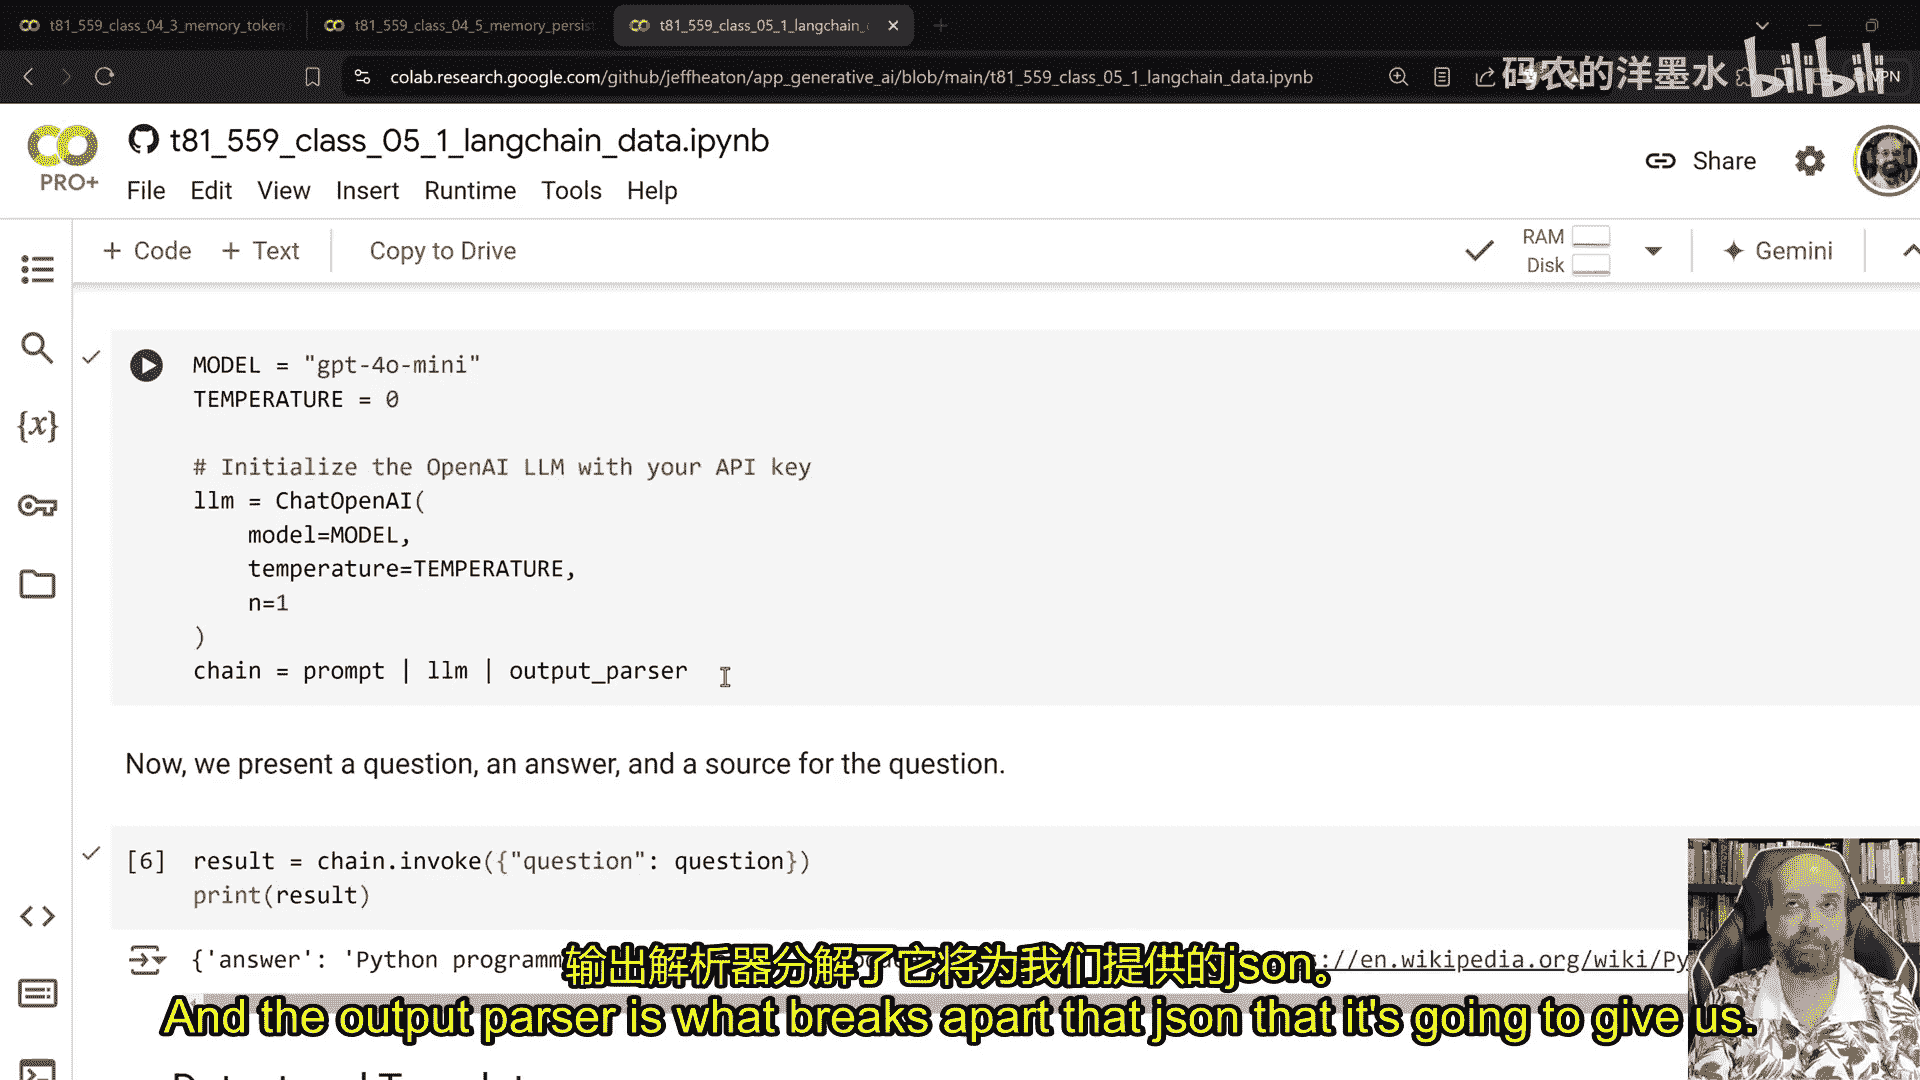 t81_559_class_04_3_memory_token
t81_559_class_04_5_memory_persis
t81_559_class_05_1_langchain_
colab.research.google.com/github/jeffheaton/app_generative_ai/blob/main/t81_559_class_05_1_langchain_data.ipynb
码农的洋墨水 bilibili
VPN
t81_559_class_05_1_langchain_data.ipynb
PRO+
File Edit View Insert Runtime Tools Help
Share
+ Code + Text Copy to Drive
RAM
Disk
Gemini
MODEL = "gpt-4o-mini"
TEMPERATURE = 0
# Initialize the OpenAI LLM with your API key
llm = ChatOpenAI(
model=MODEL,
temperature=TEMPERATURE,
n=1
)
chain = prompt | llm | output_parser
Now, we present a question, an answer, and a source for the question.
[6] result = chain.invoke({"question": question})
print(result)
{'answer': 'Python programm
://en.wikipedia.org/wiki/Py
输出解析器分解了它将为我们提供的json。
And the output parser is what breaks apart that json that it's going to give us.